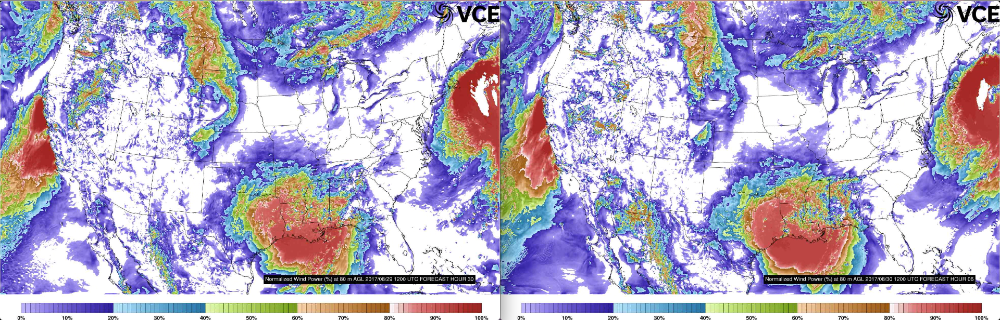 VCE
Normalized Wind Power (%) at 80 m AGL 2017/08/29 1200 UTC FORECAST HOUR 30
0% 10% 20% 30% 40% 50% 60% 70% 80% 90% 100%
VCE
Normalized Wind Power (%) at 80 m AGL 2017/08/30 1200 UTC FORECAST HOUR 06
0% 10% 20% 30% 40% 50% 60% 70% 80% 90% 100%